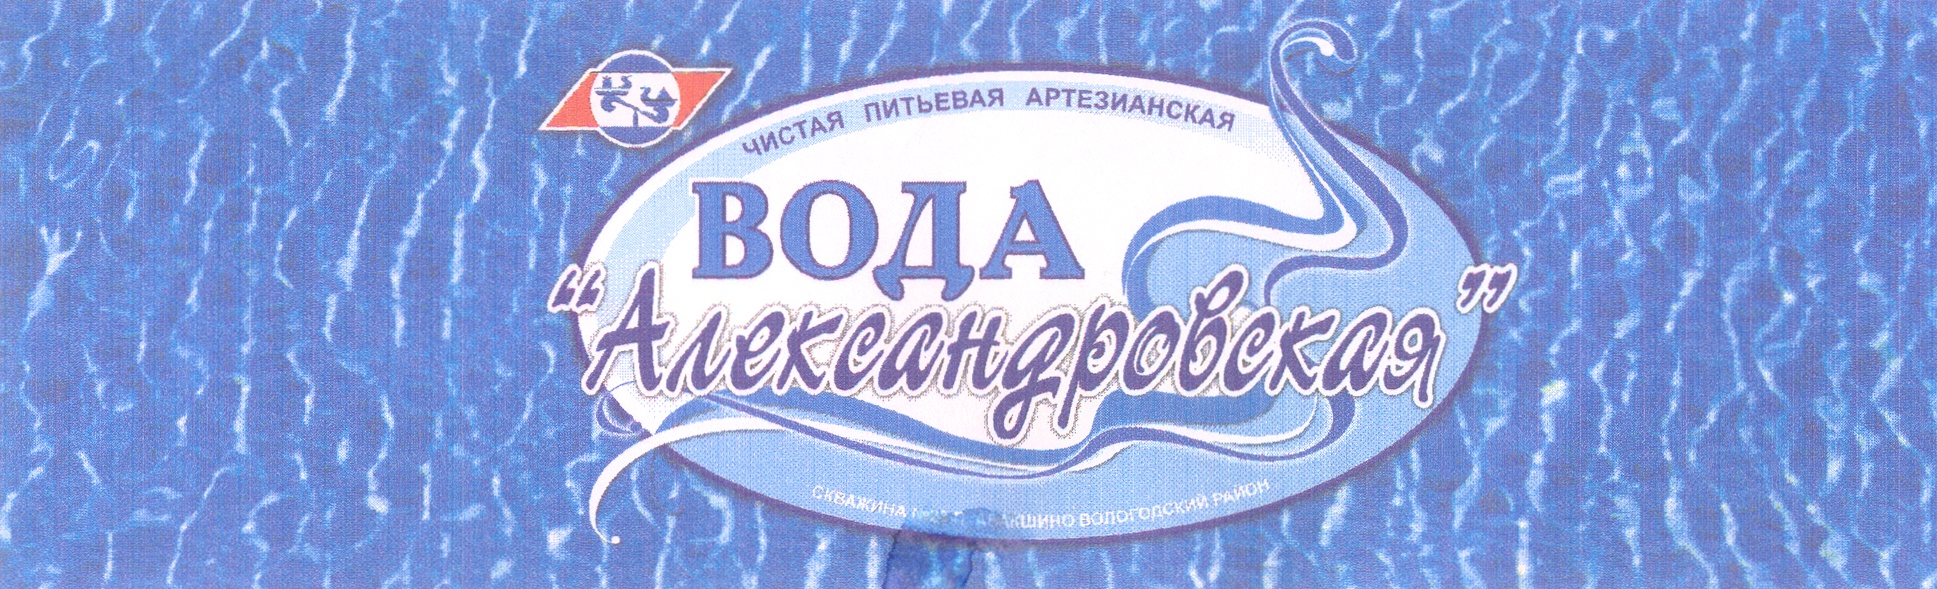 ЧИСТАЯ ПИТЬЕВАЯ АРТЕЗИАНСКАЯ
ВОДА
“Александровская”
СКВАЖИНА ВОЛОГОДСКИЙ РАЙОН